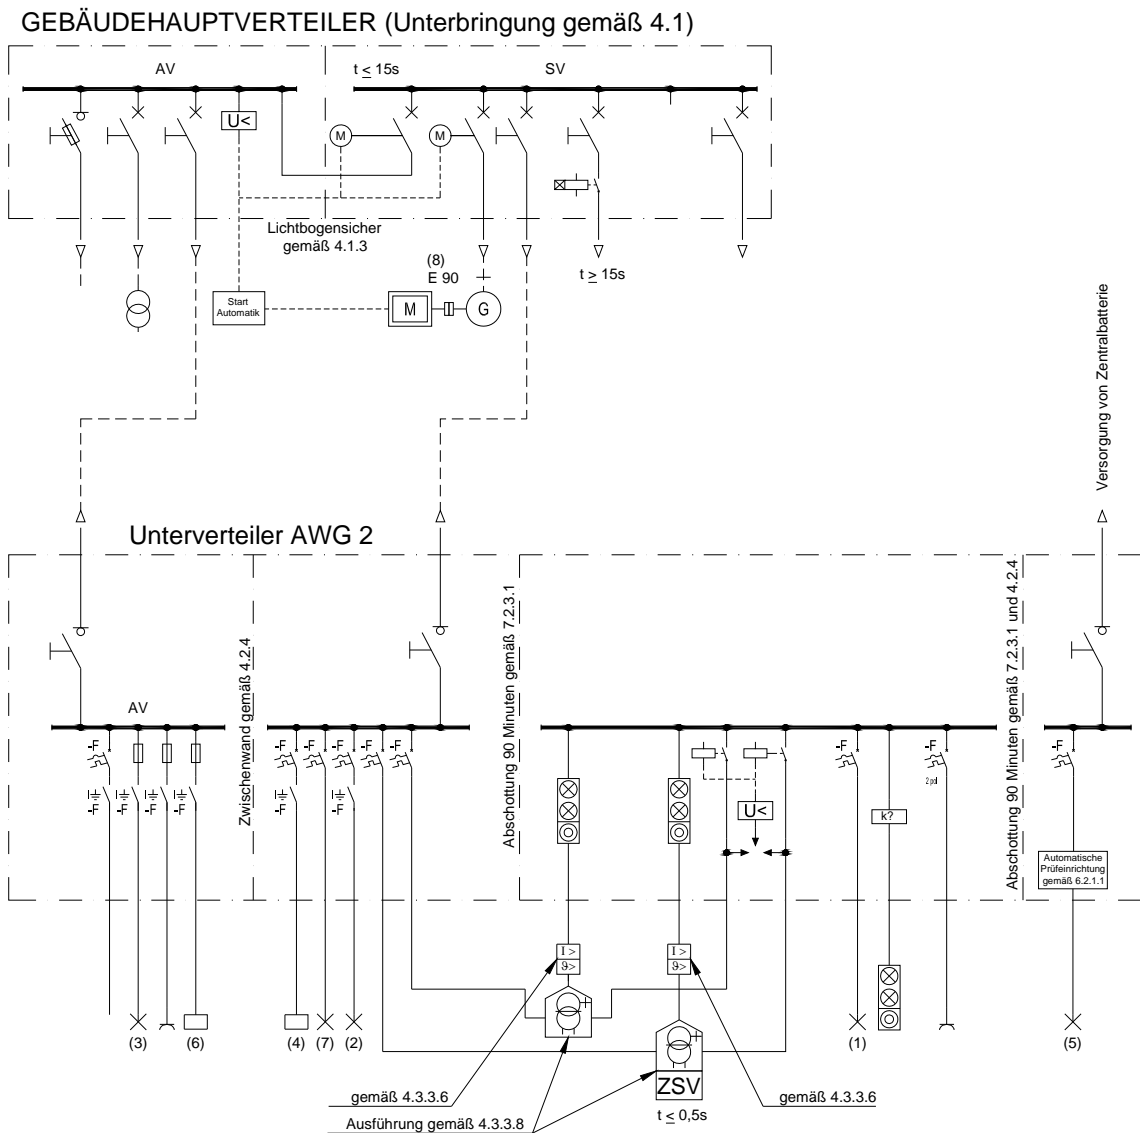 GEBÄUDEHAUPTVERTEILER (Unterbringung gemäß 4.1)
AV
t ≤ 15s
SV
U<
M
M
Lichtbogensicher
gemäß 4.1.3
(8)
E 90
t ≥ 15s
Start
Automatik
M
G
Versorgung von Zentralbatterie
Unterverteiler AWG 2
Zwischenwand gemäß 4.2.4
Abschottung 90 Minuten gemäß 7.2.3.1
Abschottung 90 Minuten gemäß 7.2.3.1 und 4.2.4
AV
-F
-F
-F
-F
-F
-F
-F
-F
2 pol
-F
-F
-F
-F
-F
-F
-F
U<
k?
Automatische
Prüfeinrichtung
gemäß 6.2.1.1
I >
ϑ>
I >
ϑ>
(3)
(6)
(4)
(7)
(2)
(1)
(5)
ZSV
gemäß 4.3.3.6
gemäß 4.3.3.6
t ≤ 0,5s
Ausführung gemäß 4.3.3.8